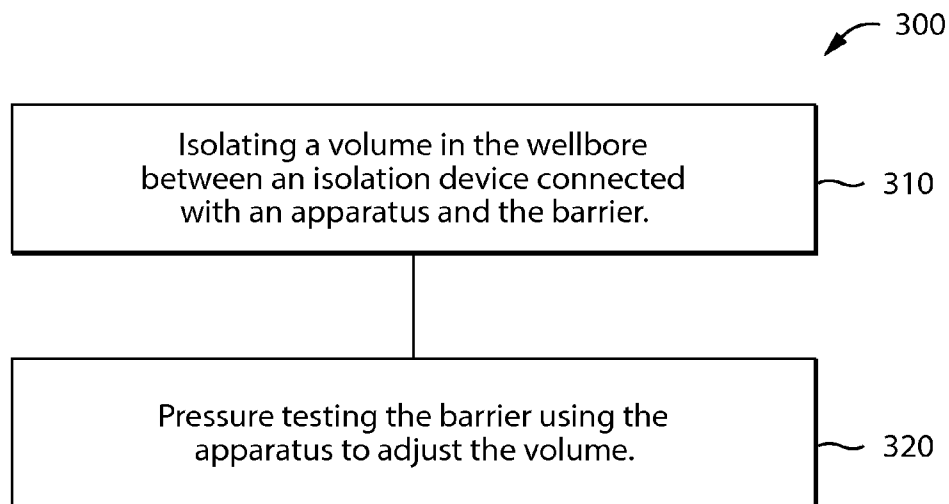 300
Isolating a volume in the wellbore
between an isolation device connected
with an apparatus and the barrier.
310
Pressure testing the barrier using the
apparatus to adjust the volume.
320